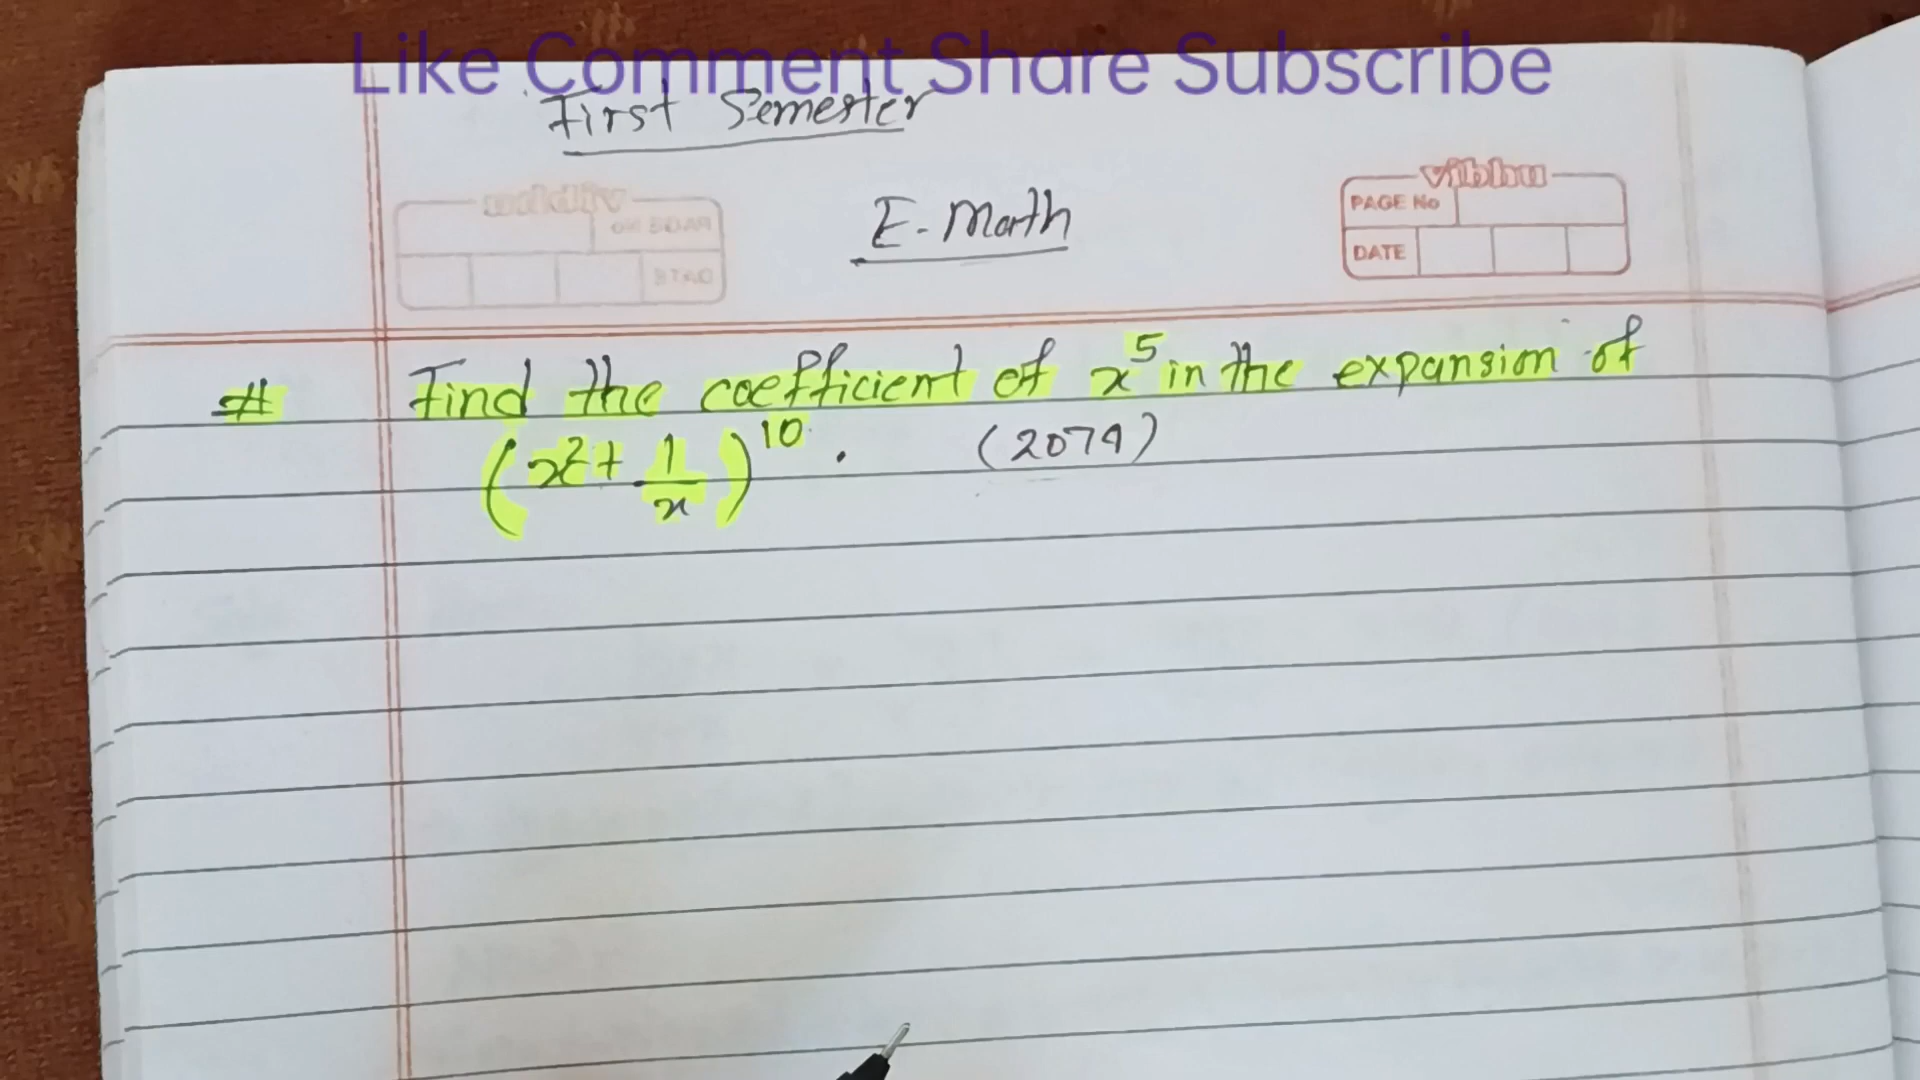 Like Comment Share Subscribe
First Semester
E-Math
vibhu
PAGE No
DATE
# Find the coefficient of x⁵ in the expansion of
(x² + 1/x)¹⁰. (2074)